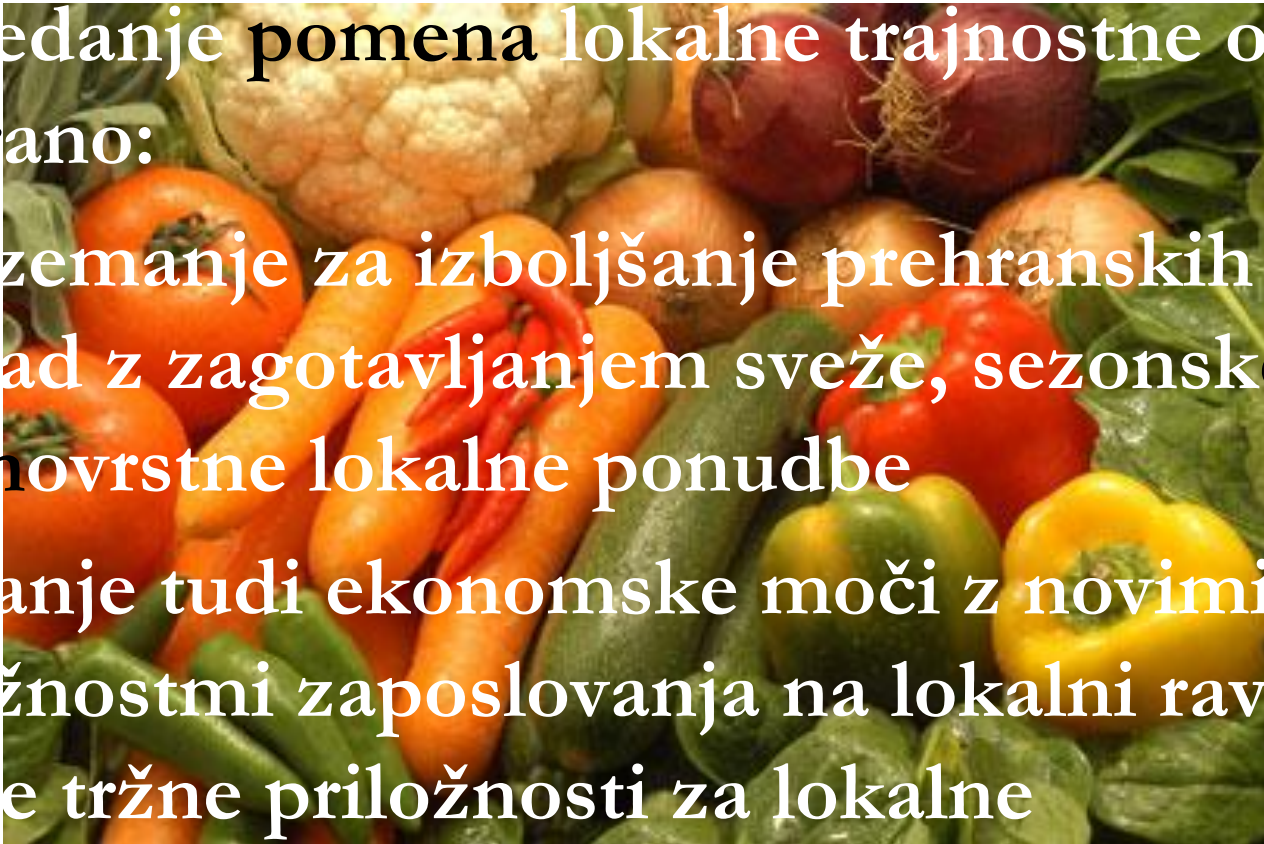 edanje pomena lokalne trajnostne o
rano:
zemanje za izboljšanje prehranskih
ad z zagotavljanjem sveže, sezonsk
novrstne lokalne ponudbe
anje tudi ekonomske moči z novimi
žnostmi zaposlovanja na lokalni rav
e tržne priložnosti za lokalne